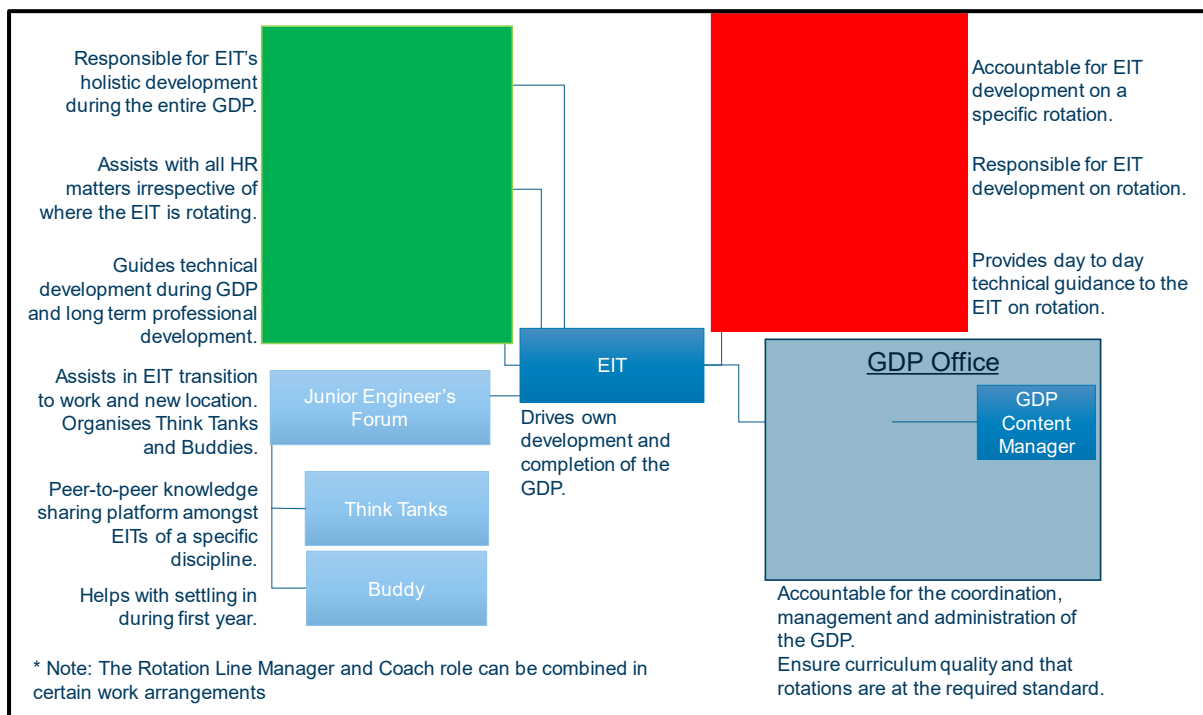 Responsible for EIT's
holistic development
during the entire GDP.
Assists with all HR
matters irrespective of
where the EIT is rotating.
Guides technical
development during GDP
and long term professional
development.
Accountable for EIT
development on a
specific rotation.
Responsible for EIT
development on rotation.
Provides day to day
technical guidance to the
EIT on rotation.
EIT
Drives own
development and
completion of the
GDP.
Assists in EIT transition
to work and new location.
Organises Think Tanks
and Buddies.
Junior Engineer's
Forum
Peer-to-peer knowledge
sharing platform amongst
EITs of a specific
discipline.
Think Tanks
Helps with settling in
during first year.
Buddy
GDP Office
GDP
Content
Manager
Accountable for the coordination,
management and administration of
the GDP.
Ensure curriculum quality and that
rotations are at the required standard.
* Note: The Rotation Line Manager and Coach role can be combined in
certain work arrangements